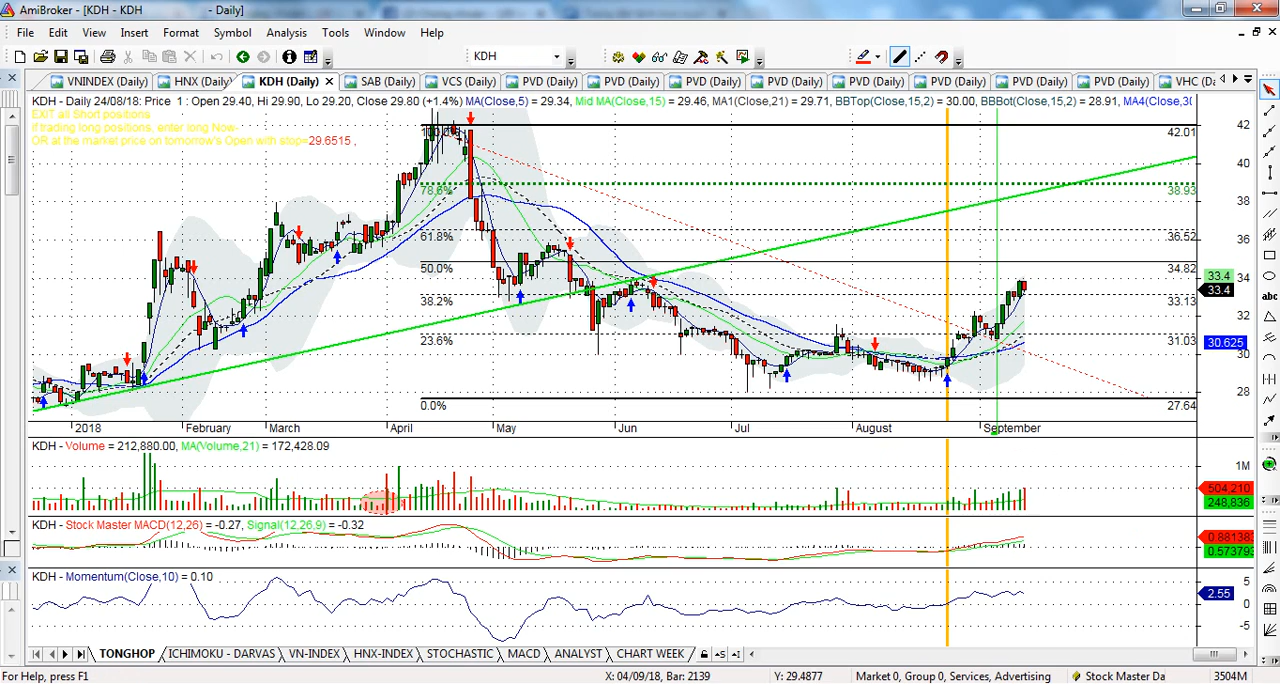 AmiBroker - [KDH - KDH - Daily]
File Edit View Insert Format Symbol Analysis Tools Window Help
KDH
VNINDEX (Daily) HNX (Daily) KDH (Daily) SAB (Daily) VCS (Daily) PVD (Daily) PVD (Daily) PVD (Daily) PVD (Daily) PVD (Daily) PVD (Daily) PVD (Daily) PVD (Daily) VHC (Da
KDH - Daily 24/08/18: Price 1 : Open 29.40, Hi 29.90, Lo 29.20, Close 29.80 (+1.4%) MA(Close,5) = 29.34, Mid MA(Close,15) = 29.46, MA1(Close,21) = 29.71, BBTop(Close,15,2) = 30.00, BBBot(Close,15,2) = 28.91, MA4(Close,30
EXIT all Short positions
If trading long positions, enter long Now-
OR at the market price on tomorrow's Open with stop=29.6515 ,
100.0% 42.01 42
40
78.6% 38.93
38
61.8% 36.52 36
50.0% 34.82
33.4 34
33.4
38.2% 33.13
32
23.6% 31.03 30.625
30
28
0.0% 27.64
2018 February March April May Jun Jul August September
KDH - Volume = 212,880.00, MA(Volume,21) = 172,428.09
1M
504,210
248,836
KDH - Stock Master MACD(12,26) = -0.27, Signal(12,26,9) = -0.32
0.88138
0.57379
KDH - Momentum(Close,10) = 0.10
5
2.55
0
-5
TONGHOP ICHIMOKU - DARVAS VN-INDEX HNX-INDEX STOCHASTIC MACD ANALYST CHART WEEK S I
For Help, press F1 X: 04/09/18, Bar: 2139 Y: 29.4877 Market 0, Group 0, Services, Advertising Stock Master Da 3504M